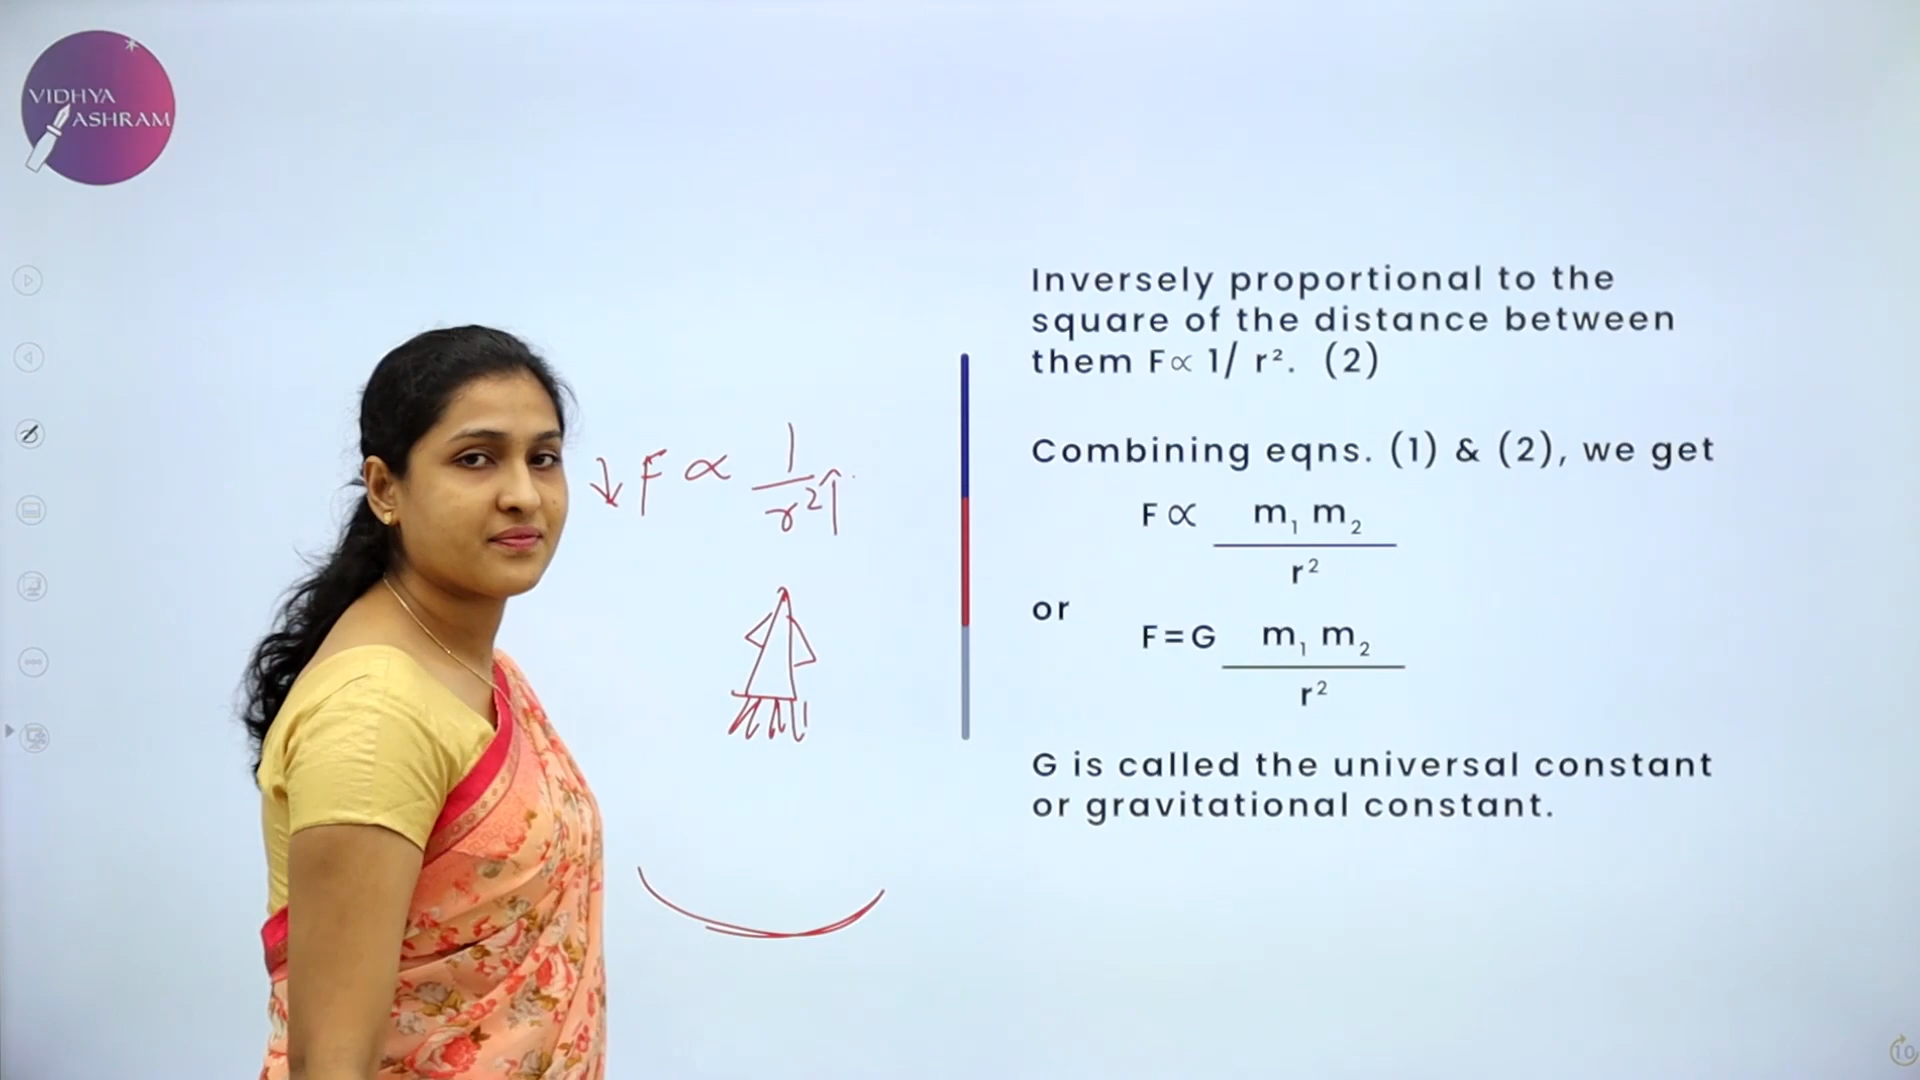 VIDHYA
ASHRAM
Inversely proportional to the
square of the distance between
them F∝ 1/ r². (2)
Combining eqns. (1) & (2), we get
F∝ m₁ m₂
r²
or
F=G m₁ m₂
r²
G is called the universal constant
or gravitational constant.
↓F ∝ 1
r²↑
10